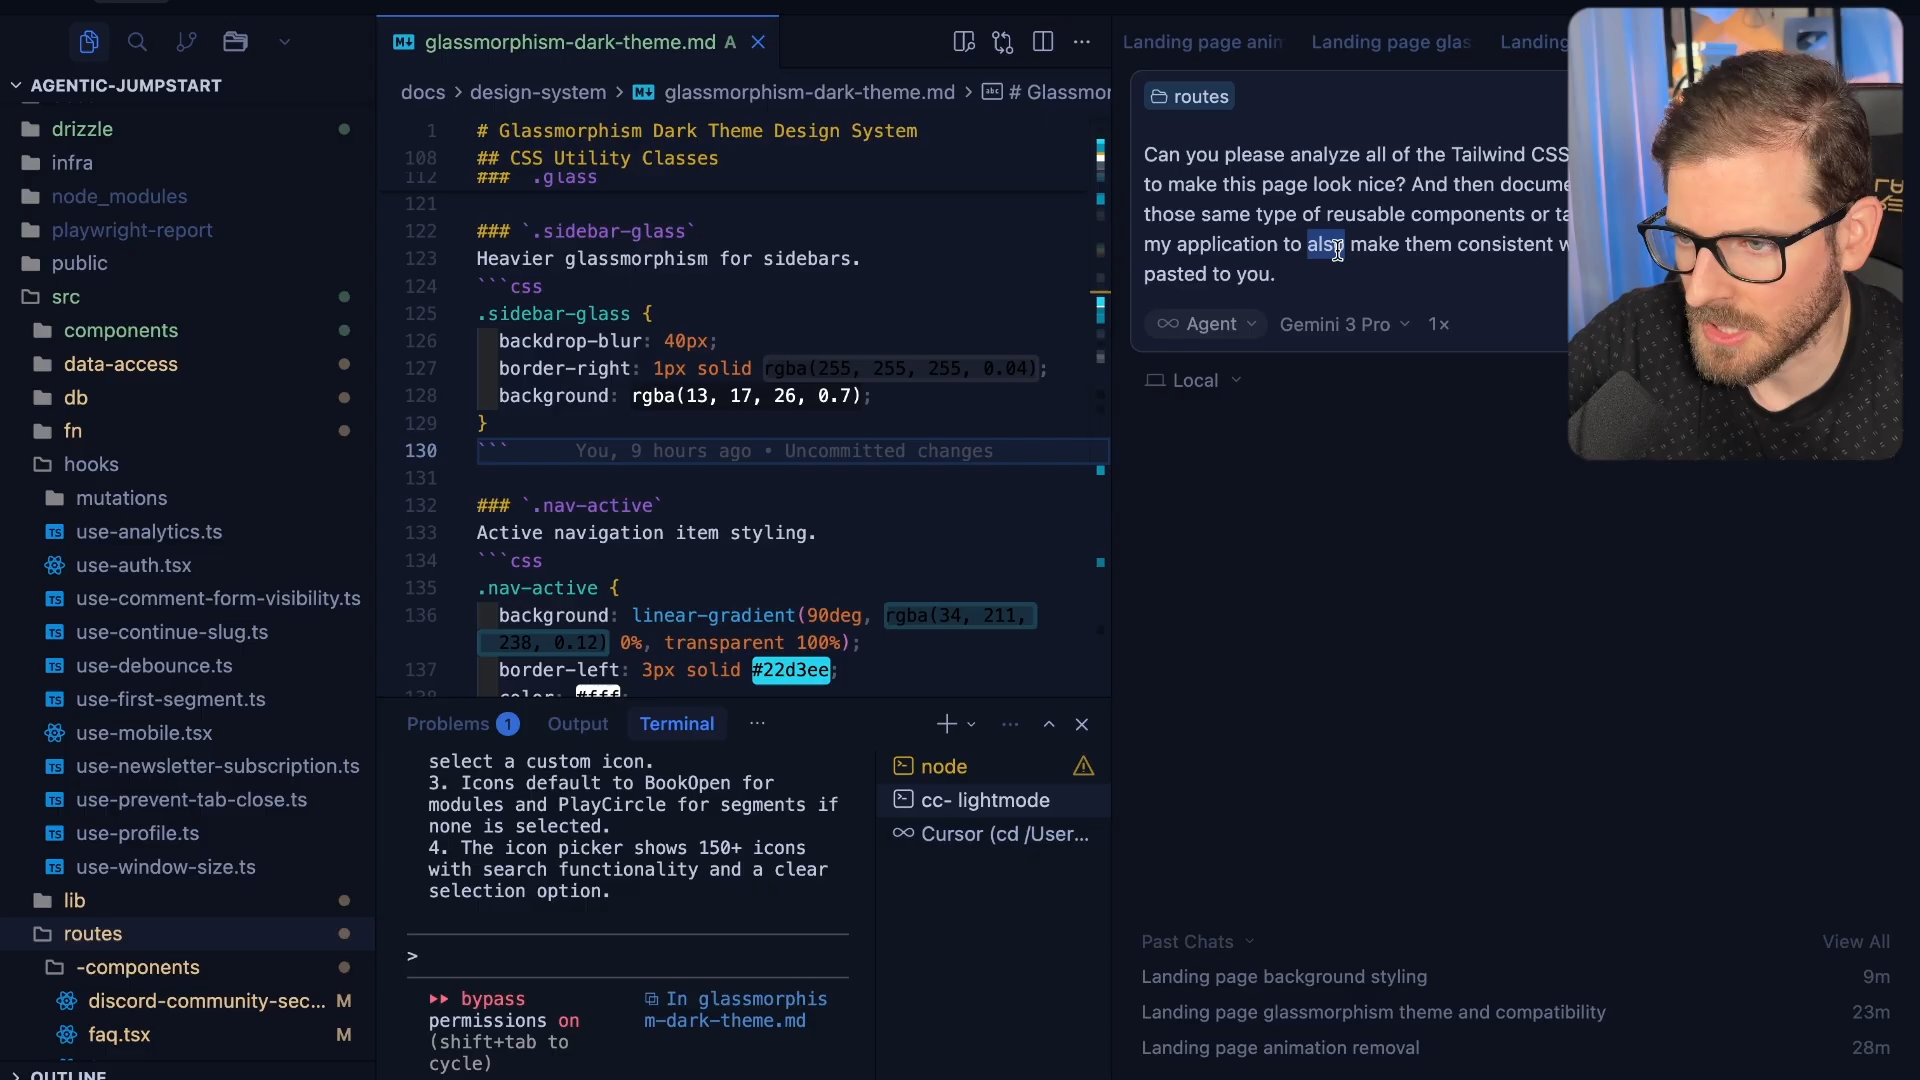 AGENTIC-JUMPSTART
drizzle
infra
node_modules
playwright-report
public
src
components
data-access
db
fn
hooks
mutations
use-analytics.ts
use-auth.tsx
use-comment-form-visibility.ts
use-continue-slug.ts
use-debounce.ts
use-first-segment.ts
use-mobile.tsx
use-newsletter-subscription.ts
use-prevent-tab-close.ts
use-profile.ts
use-window-size.ts
lib
routes
-components
discord-community-sec... M
faq.tsx M
OUTLINE
glassmorphism-dark-theme.md A
docs > design-system > glassmorphism-dark-theme.md > # Glassmor
1 # Glassmorphism Dark Theme Design System
108 ## CSS Utility Classes
112 ### `.glass`
121
122 ### `.sidebar-glass`
123 Heavier glassmorphism for sidebars.
124 ```css
125 .sidebar-glass {
126 backdrop-blur: 40px;
127 border-right: 1px solid rgba(255, 255, 255, 0.04);
128 background: rgba(13, 17, 26, 0.7);
129 }
130 ``` You, 9 hours ago • Uncommitted changes
131
132 ### `.nav-active`
133 Active navigation item styling.
134 ```css
135 .nav-active {
136 background: linear-gradient(90deg, rgba(34, 211,
238, 0.12) 0%, transparent 100%);
137 border-left: 3px solid #22d3ee;
138 color: #fff;
Problems 1 Output Terminal
select a custom icon.
3. Icons default to BookOpen for
modules and PlayCircle for segments if
none is selected.
4. The icon picker shows 150+ icons
with search functionality and a clear
selection option.
>
bypass
permissions on
(shift+tab to
cycle)
In glassmorphis
m-dark-theme.md
node
cc- lightmode
Cursor (cd /User...
Landing page anim Landing page glas Landing
routes
Can you please analyze all of the Tailwind CSS
to make this page look nice? And then docume
those same type of reusable components or ta
my application to also make them consistent w
pasted to you.
Agent Gemini 3 Pro 1×
Local
Past Chats View All
Landing page background styling 9m
Landing page glassmorphism theme and compatibility 23m
Landing page animation removal 28m